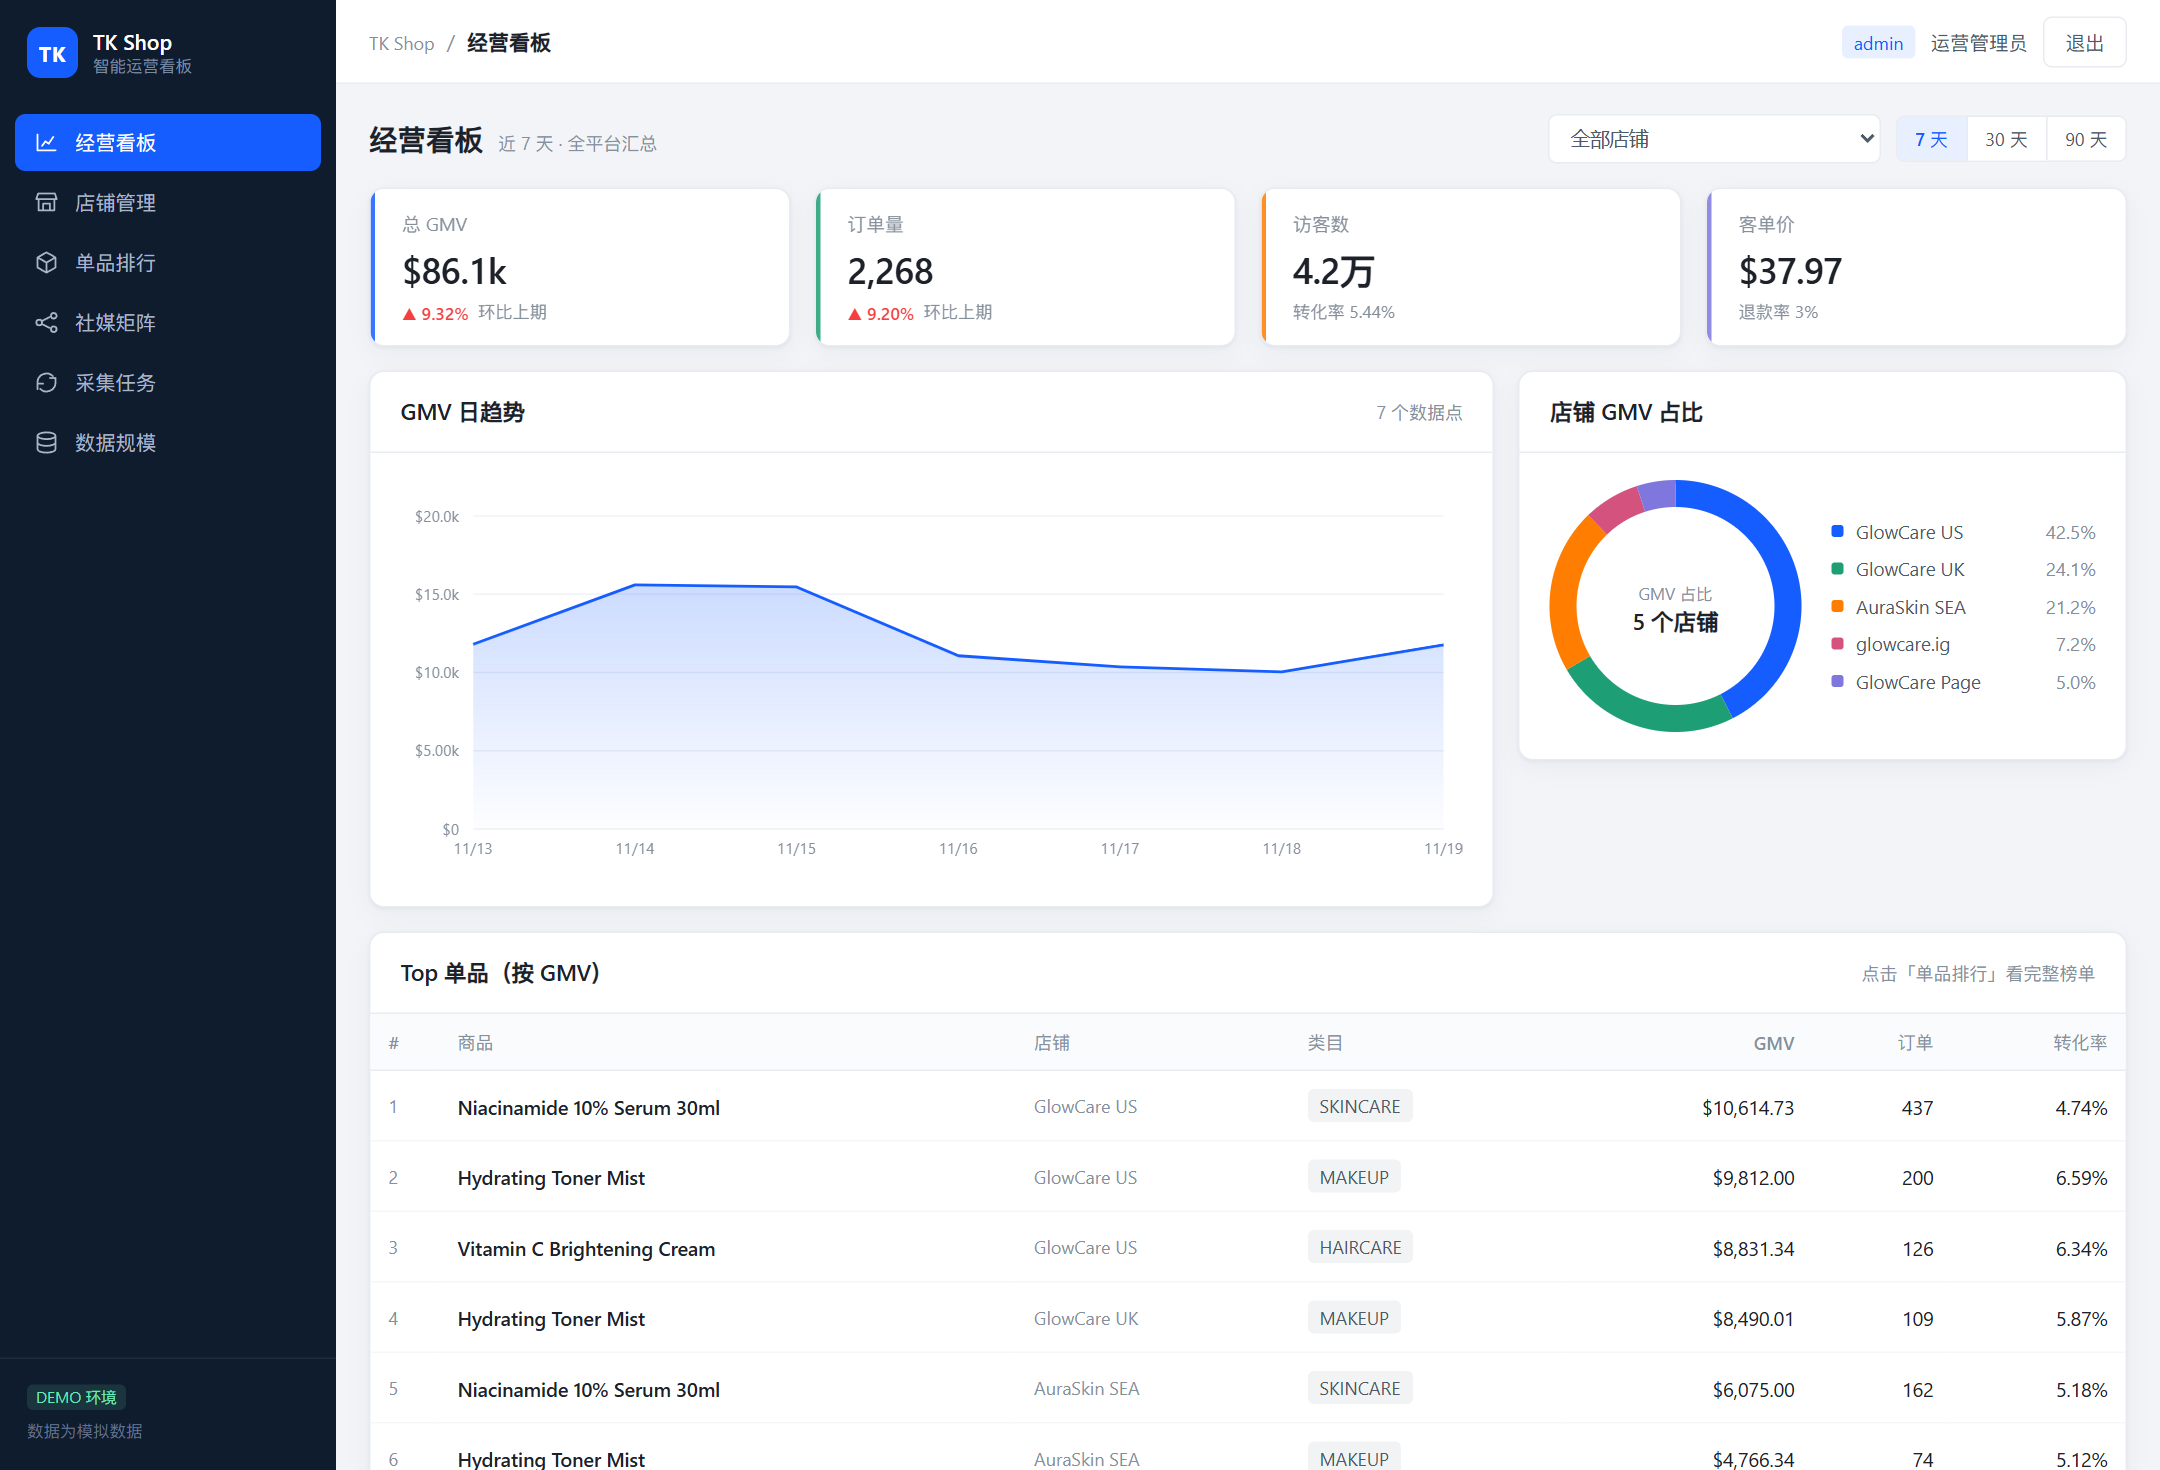 TK
TK Shop
智能运营看板
经营看板
店铺管理
单品排行
社媒矩阵
采集任务
数据规模
DEMO 环境
数据为模拟数据
TK Shop / 经营看板
admin 运营管理员 退出
经营看板 近 7 天 · 全平台汇总
全部店铺 7 天 30 天 90 天
总 GMV
$86.1k
▲ 9.32% 环比上期
订单量
2,268
▲ 9.20% 环比上期
访客数
4.2万
转化率 5.44%
客单价
$37.97
退款率 3%
GMV 日趋势 7 个数据点
$20.0k
$15.0k
$10.0k
$5.00k
$0
11/13 11/14 11/15 11/16 11/17 11/18 11/19
店铺 GMV 占比
GMV 占比
5 个店铺
GlowCare US 42.5%
GlowCare UK 24.1%
AuraSkin SEA 21.2%
glowcare.ig 7.2%
GlowCare Page 5.0%
Top 单品（按 GMV） 点击「单品排行」看完整榜单
# 商品 店铺 类目 GMV 订单 转化率
1 Niacinamide 10% Serum 30ml GlowCare US SKINCARE $10,614.73 437 4.74%
2 Hydrating Toner Mist GlowCare US MAKEUP $9,812.00 200 6.59%
3 Vitamin C Brightening Cream GlowCare US HAIRCARE $8,831.34 126 6.34%
4 Hydrating Toner Mist GlowCare UK MAKEUP $8,490.01 109 5.87%
5 Niacinamide 10% Serum 30ml AuraSkin SEA SKINCARE $6,075.00 162 5.18%
6 Hydrating Toner Mist AuraSkin SEA MAKEUP $4,766.34 74 5.12%